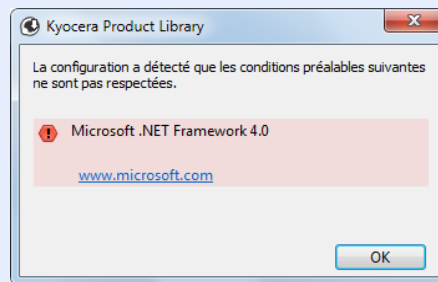 Kyocera Product Library
La configuration a détecté que les conditions préalables suivantes
ne sont pas respectées.
Microsoft .NET Framework 4.0
www.microsoft.com
OK